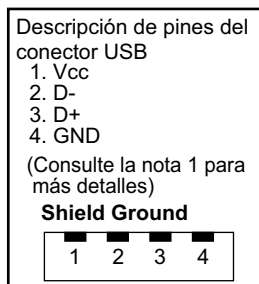 Descripción de pines del
conector USB
1. Vcc
2. D-
3. D+
4. GND
(Consulte la nota 1 para
más detalles)
Shield Ground
1 2 3 4